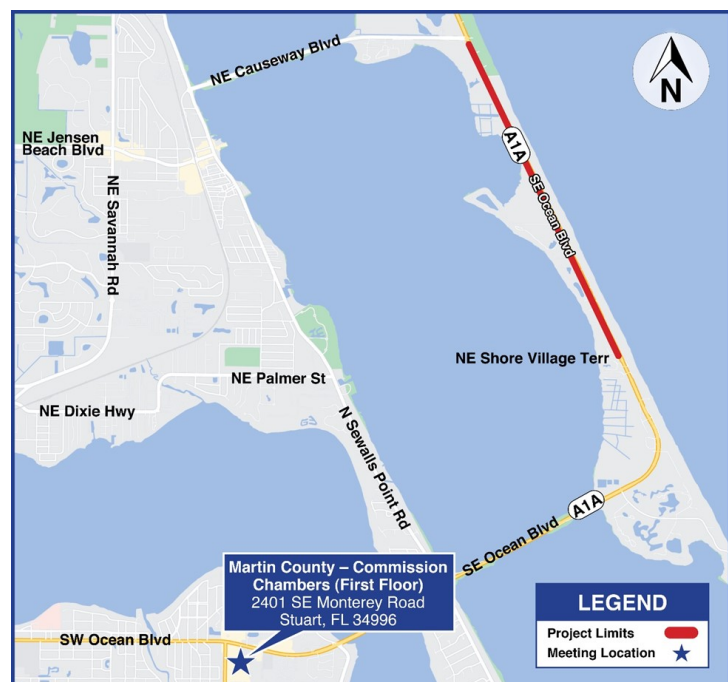 NE Causeway Blvd
N
NE Jensen
Beach Blvd
A1A
SE Ocean Blvd
NE Savannah Rd
NE Shore Village Terr
NE Palmer St
NE Dixie Hwy
N Sewalls Point Rd
A1A
SE Ocean Blvd
Martin County – Commission
Chambers (First Floor)
2401 SE Monterey Road
Stuart, FL 34996
SW Ocean Blvd
LEGEND
Project Limits
Meeting Location